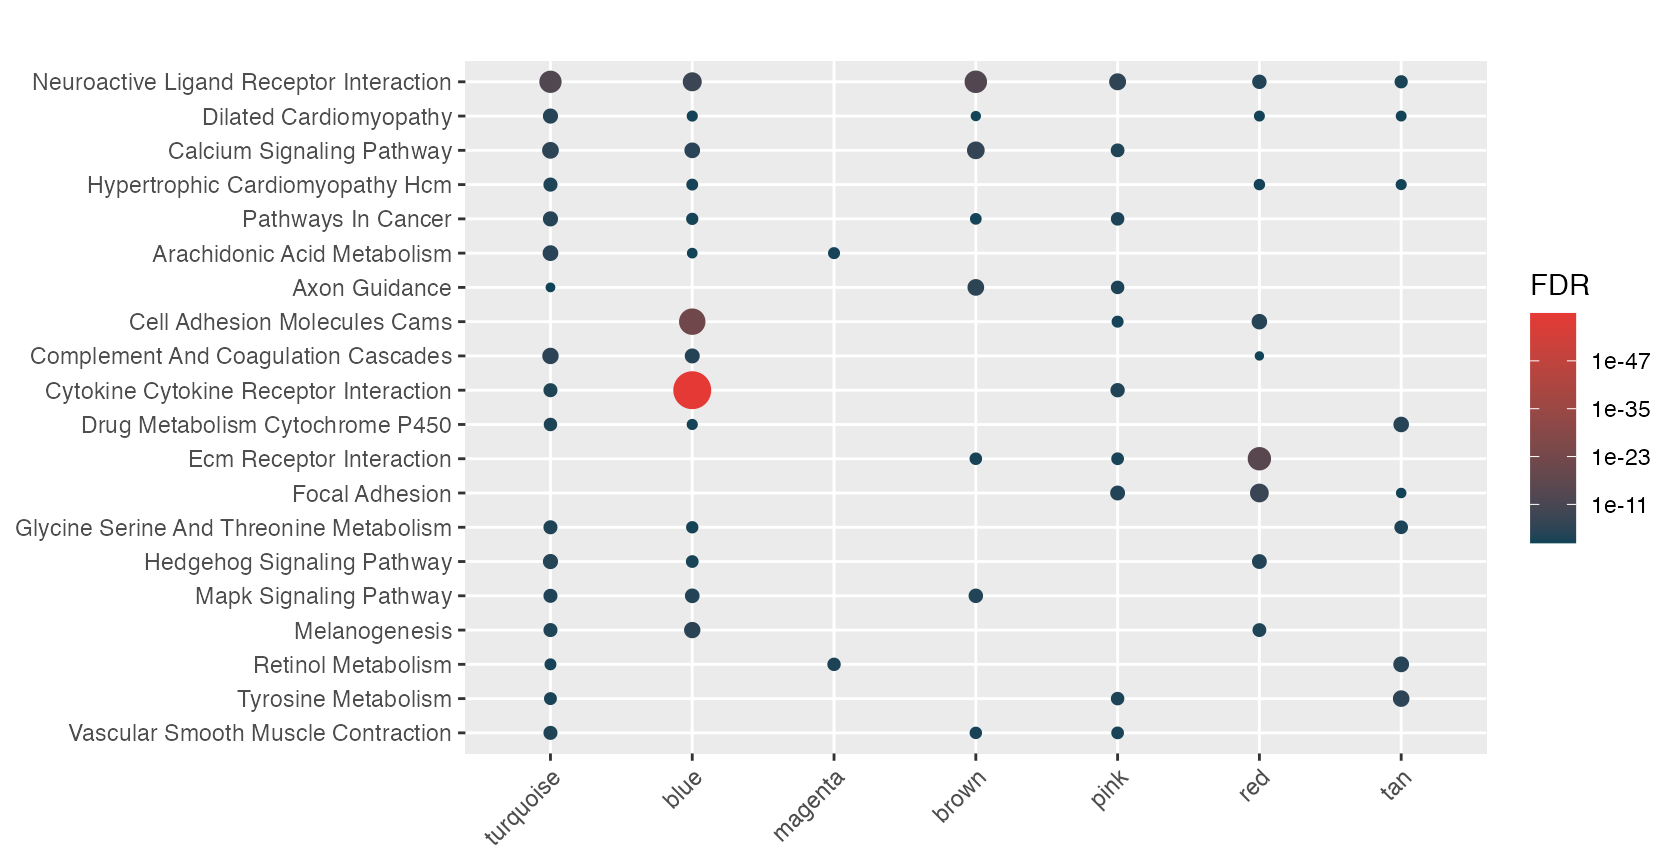 Neuroactive Ligand Receptor Interaction
Dilated Cardiomyopathy
Calcium Signaling Pathway
Hypertrophic Cardiomyopathy Hcm
Pathways In Cancer
Arachidonic Acid Metabolism
Axon Guidance
Cell Adhesion Molecules Cams
Complement And Coagulation Cascades
Cytokine Cytokine Receptor Interaction
Drug Metabolism Cytochrome P450
Ecm Receptor Interaction
Focal Adhesion
Glycine Serine And Threonine Metabolism
Hedgehog Signaling Pathway
Mapk Signaling Pathway
Melanogenesis
Retinol Metabolism
Tyrosine Metabolism
Vascular Smooth Muscle Contraction
turquoise
blue
magenta
brown
pink
red
tan
FDR
1e-47
1e-35
1e-23
1e-11